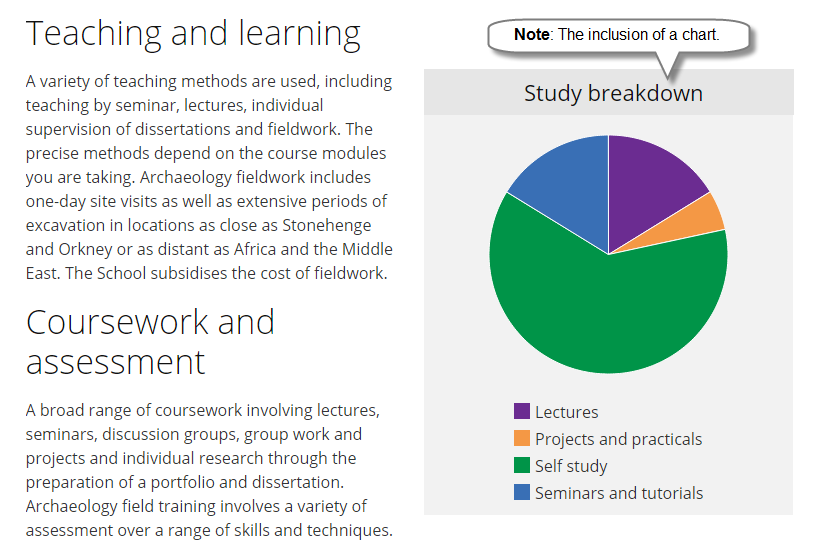 Teaching and learning
A variety of teaching methods are used, including
teaching by seminar, lectures, individual
supervision of dissertations and fieldwork. The
precise methods depend on the course modules
you are taking. Archaeology fieldwork includes
one-day site visits as well as extensive periods of
excavation in locations as close as Stonehenge
and Orkney or as distant as Africa and the Middle
East. The School subsidises the cost of fieldwork.
Coursework and
assessment
A broad range of coursework involving lectures,
seminars, discussion groups, group work and
projects and individual research through the
preparation of a portfolio and dissertation.
Archaeology field training involves a variety of
assessment over a range of skills and techniques.
Note: The inclusion of a chart.
Study breakdown
Lectures
Projects and practicals
Self study
Seminars and tutorials